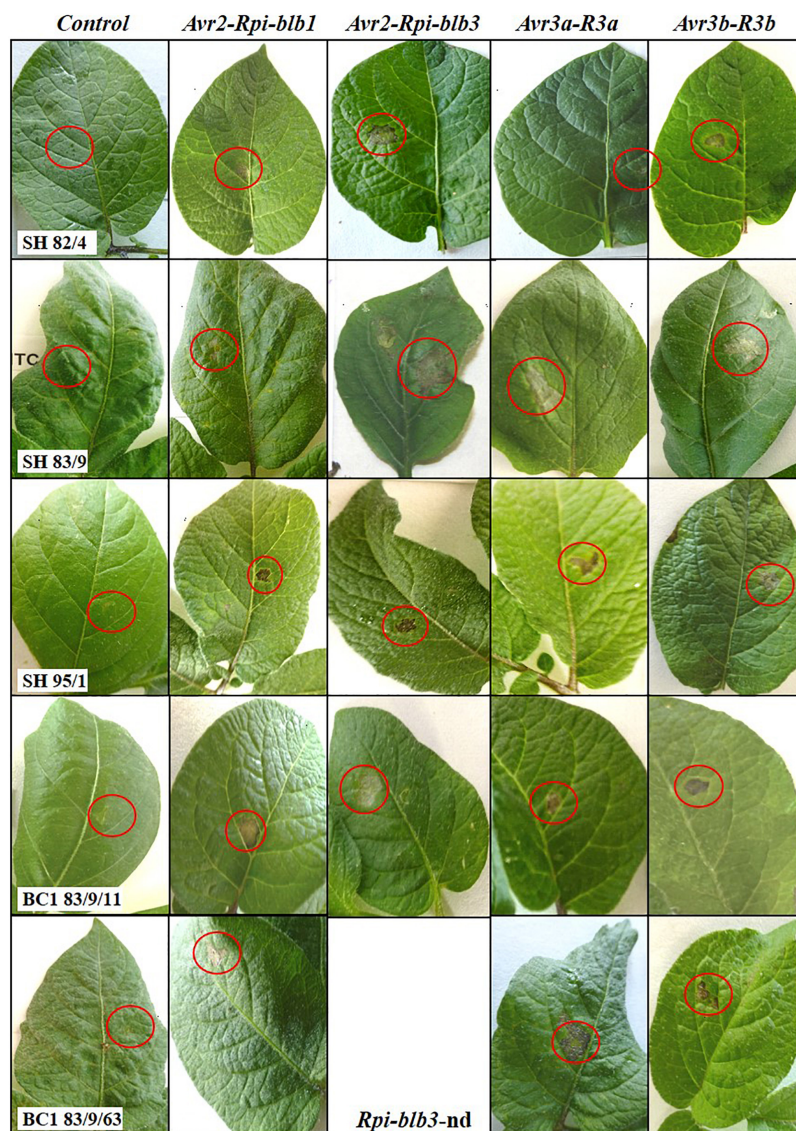 Control Avr2-Rpi-blb1 Avr2-Rpi-blb3 Avr3a-R3a Avr3b-R3b
SH 82/4
TC
SH 83/9
SH 95/1
BC1 83/9/11
BC1 83/9/63
Rpi-blb3-nd